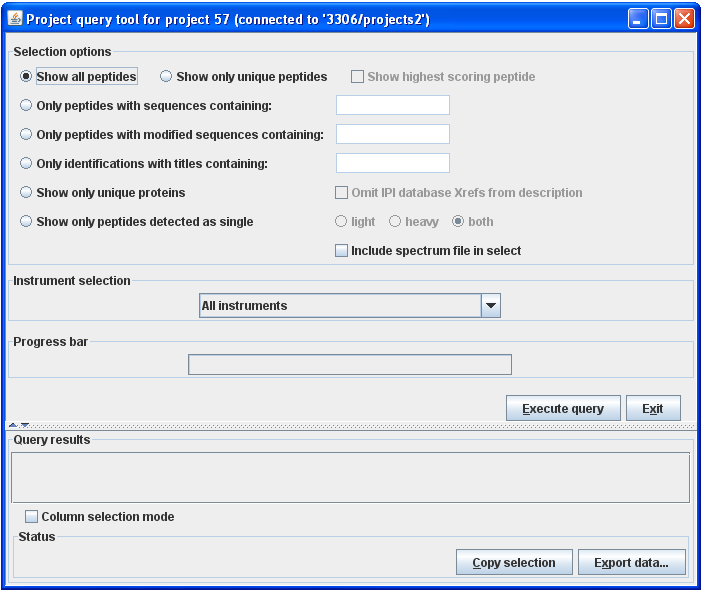 Project query tool for project 57 (connected to '3306/projects2')
Selection options
Show all peptides Show only unique peptides Show highest scoring peptide
Only peptides with sequences containing:
Only peptides with modified sequences containing:
Only identifications with titles containing:
Show only unique proteins Omit IPI database Xrefs from description
Show only peptides detected as single light heavy both
Include spectrum file in select
Instrument selection
All instruments
Progress bar
Execute query Exit
Query results
Column selection mode
Status
Copy selection Export data...